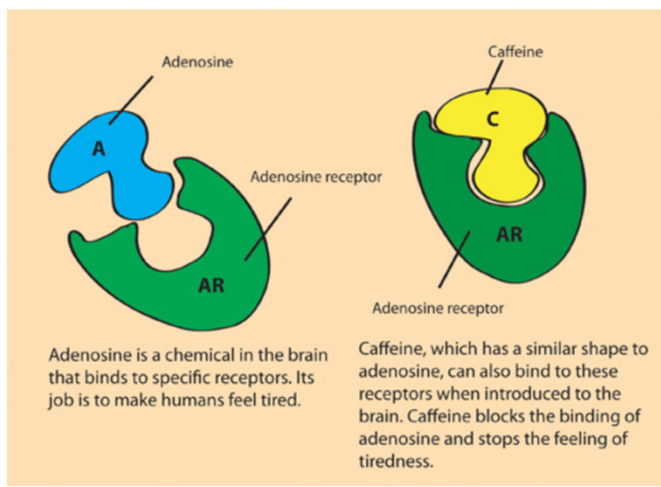 Adenosine
A
Adenosine receptor
AR
Adenosine is a chemical in the brain
that binds to specific receptors. Its
job is to make humans feel tired.
Caffeine
C
AR
Adenosine receptor
Caffeine, which has a similar shape to
adenosine, can also bind to these
receptors when introduced to the
brain. Caffeine blocks the binding of
adenosine and stops the feeling of
tiredness.